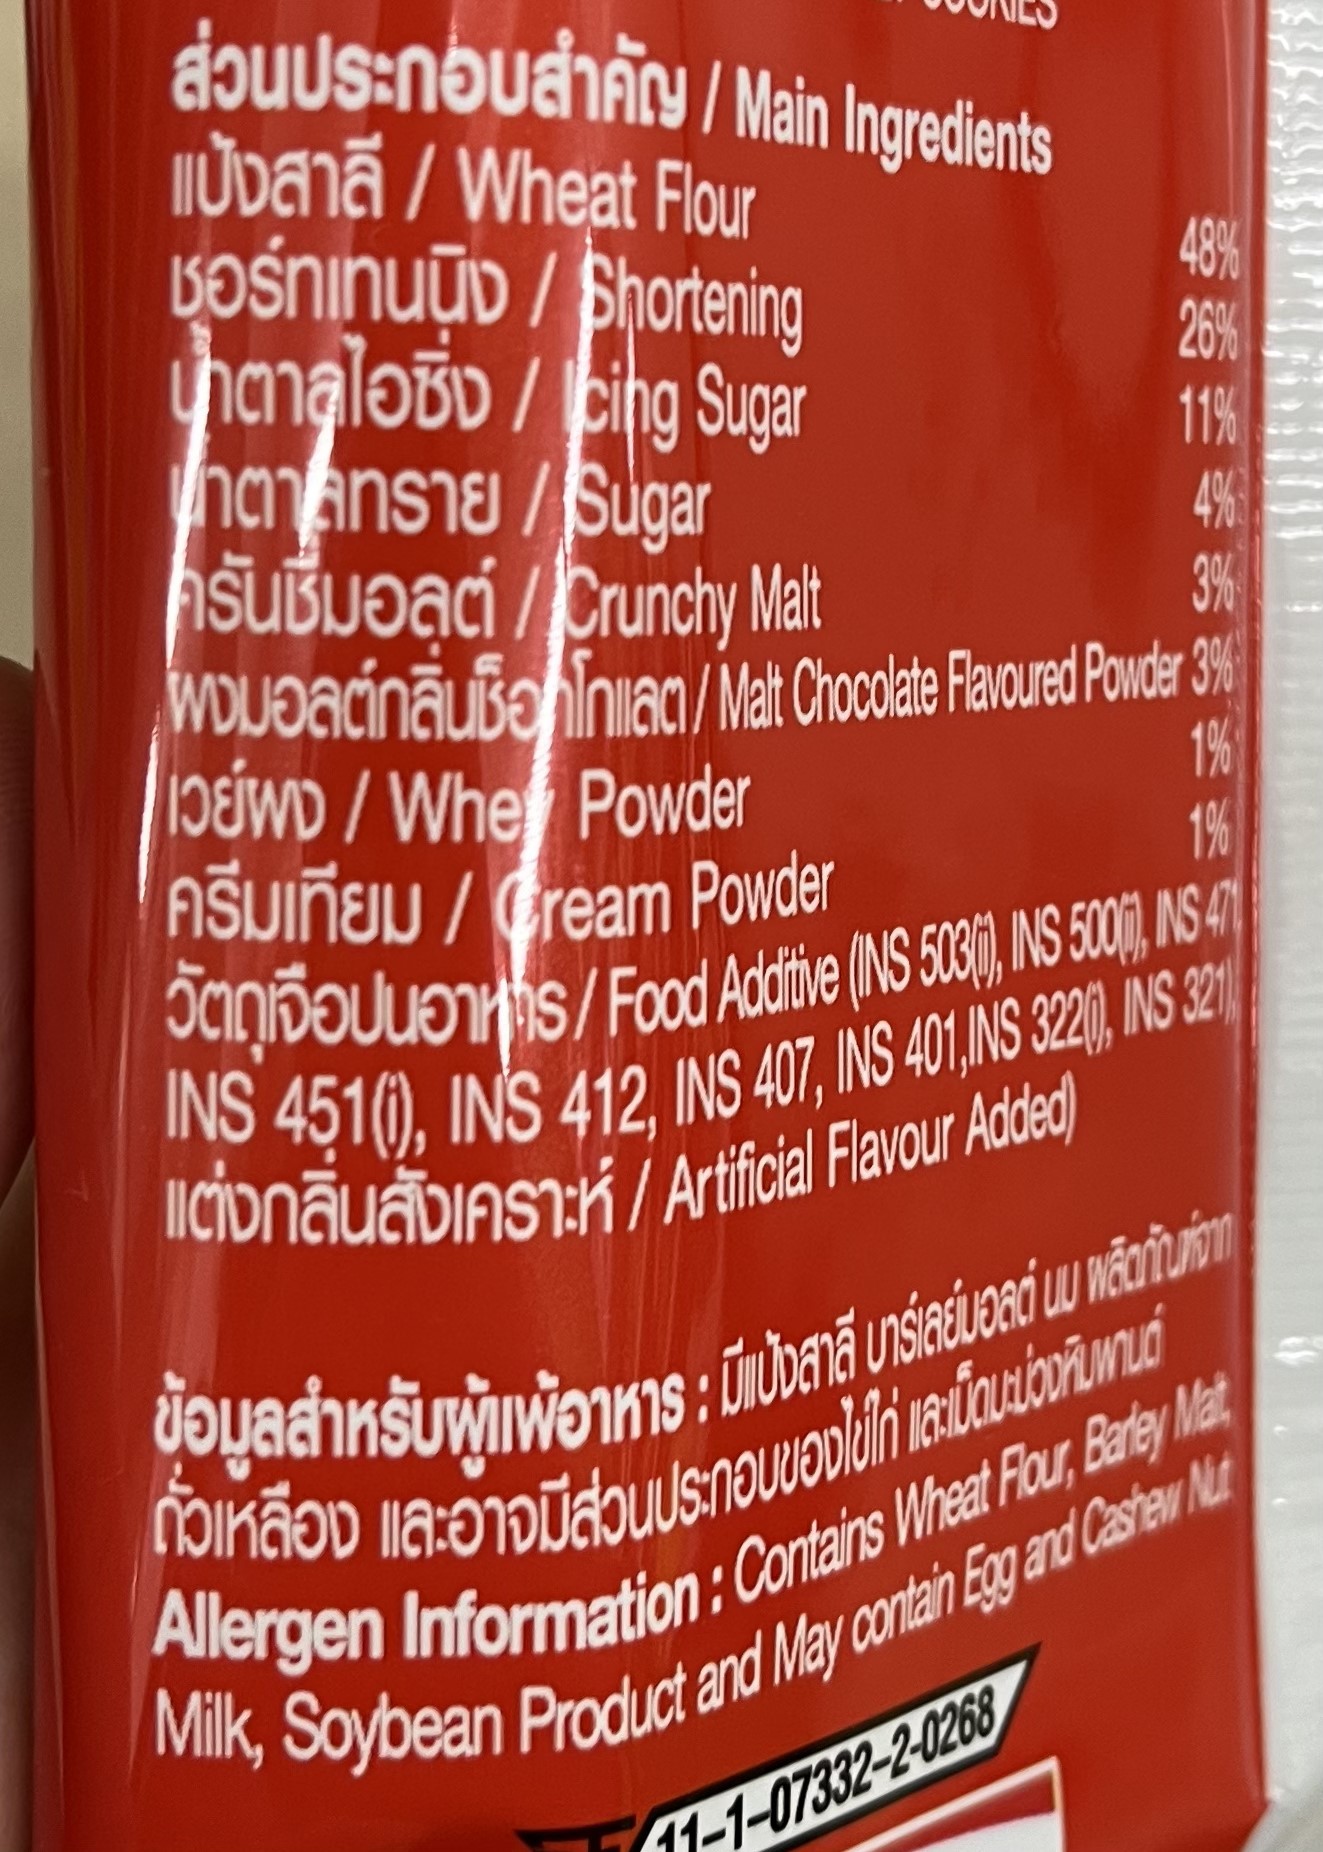 COOKIES
ส่วนประกอบสำคัญ / Main Ingredients
แป้งสาลี / Wheat Flour 48%
ชอร์ทเทนนิ่ง / Shortening 26%
น้ำตาลไอซิ่ง / Icing Sugar 11%
น้ำตาลทราย / Sugar 4%
ครันชี่มอลต์ / Crunchy Malt 3%
ผงมอลต์กลิ่นช็อกโกแลต / Malt Chocolate Flavoured Powder 3%
เวย์ผง / Whey Powder 1%
ครีมเทียม / Cream Powder 1%
วัตถุเจือปนอาหาร / Food Additive (INS 503(ii), INS 500(ii), INS 471
INS 451(i), INS 412, INS 407, INS 401,INS 322(i), INS 321),
แต่งกลิ่นสังเคราะห์ / Artificial Flavour Added)
ข้อมูลสำหรับผู้แพ้อาหาร : มีแป้งสาลี บาร์เลย์มอลต์ นม ผลิตภัณฑ์จาก
ถั่วเหลือง และอาจมีส่วนประกอบของไข่ไก่ และเม็ดมะม่วงหิมพานต์
Allergen Information : Contains Wheat Flour, Barley Malt,
Milk, Soybean Product and May contain Egg and Cashew Nut
11-1-07332-2-0268